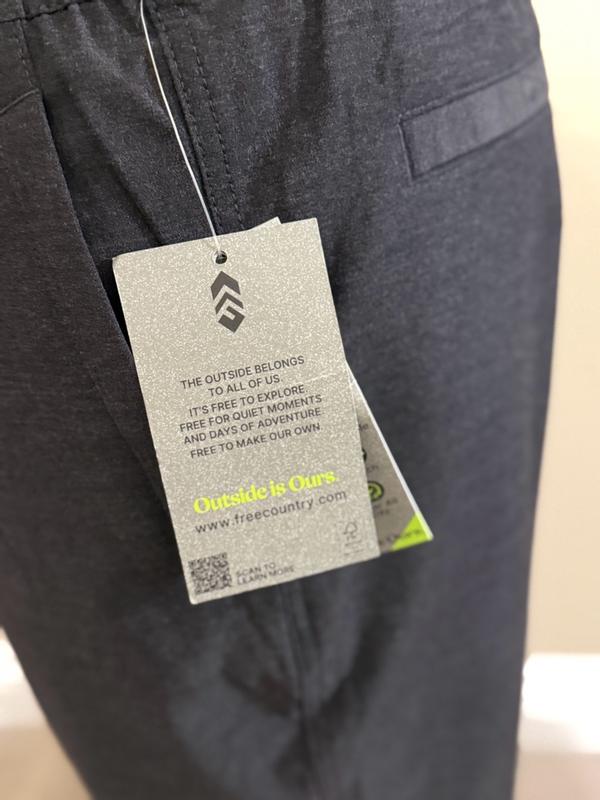 THE OUTSIDE BELONGS
TO ALL OF US.
IT'S FREE TO EXPLORE.
FREE FOR QUIET MOMENTS
AND DAYS OF ADVENTURE.
FREE TO MAKE OUR OWN.
Outside is Ours.
www.freecountry.com
SCAN TO
LEARN MORE